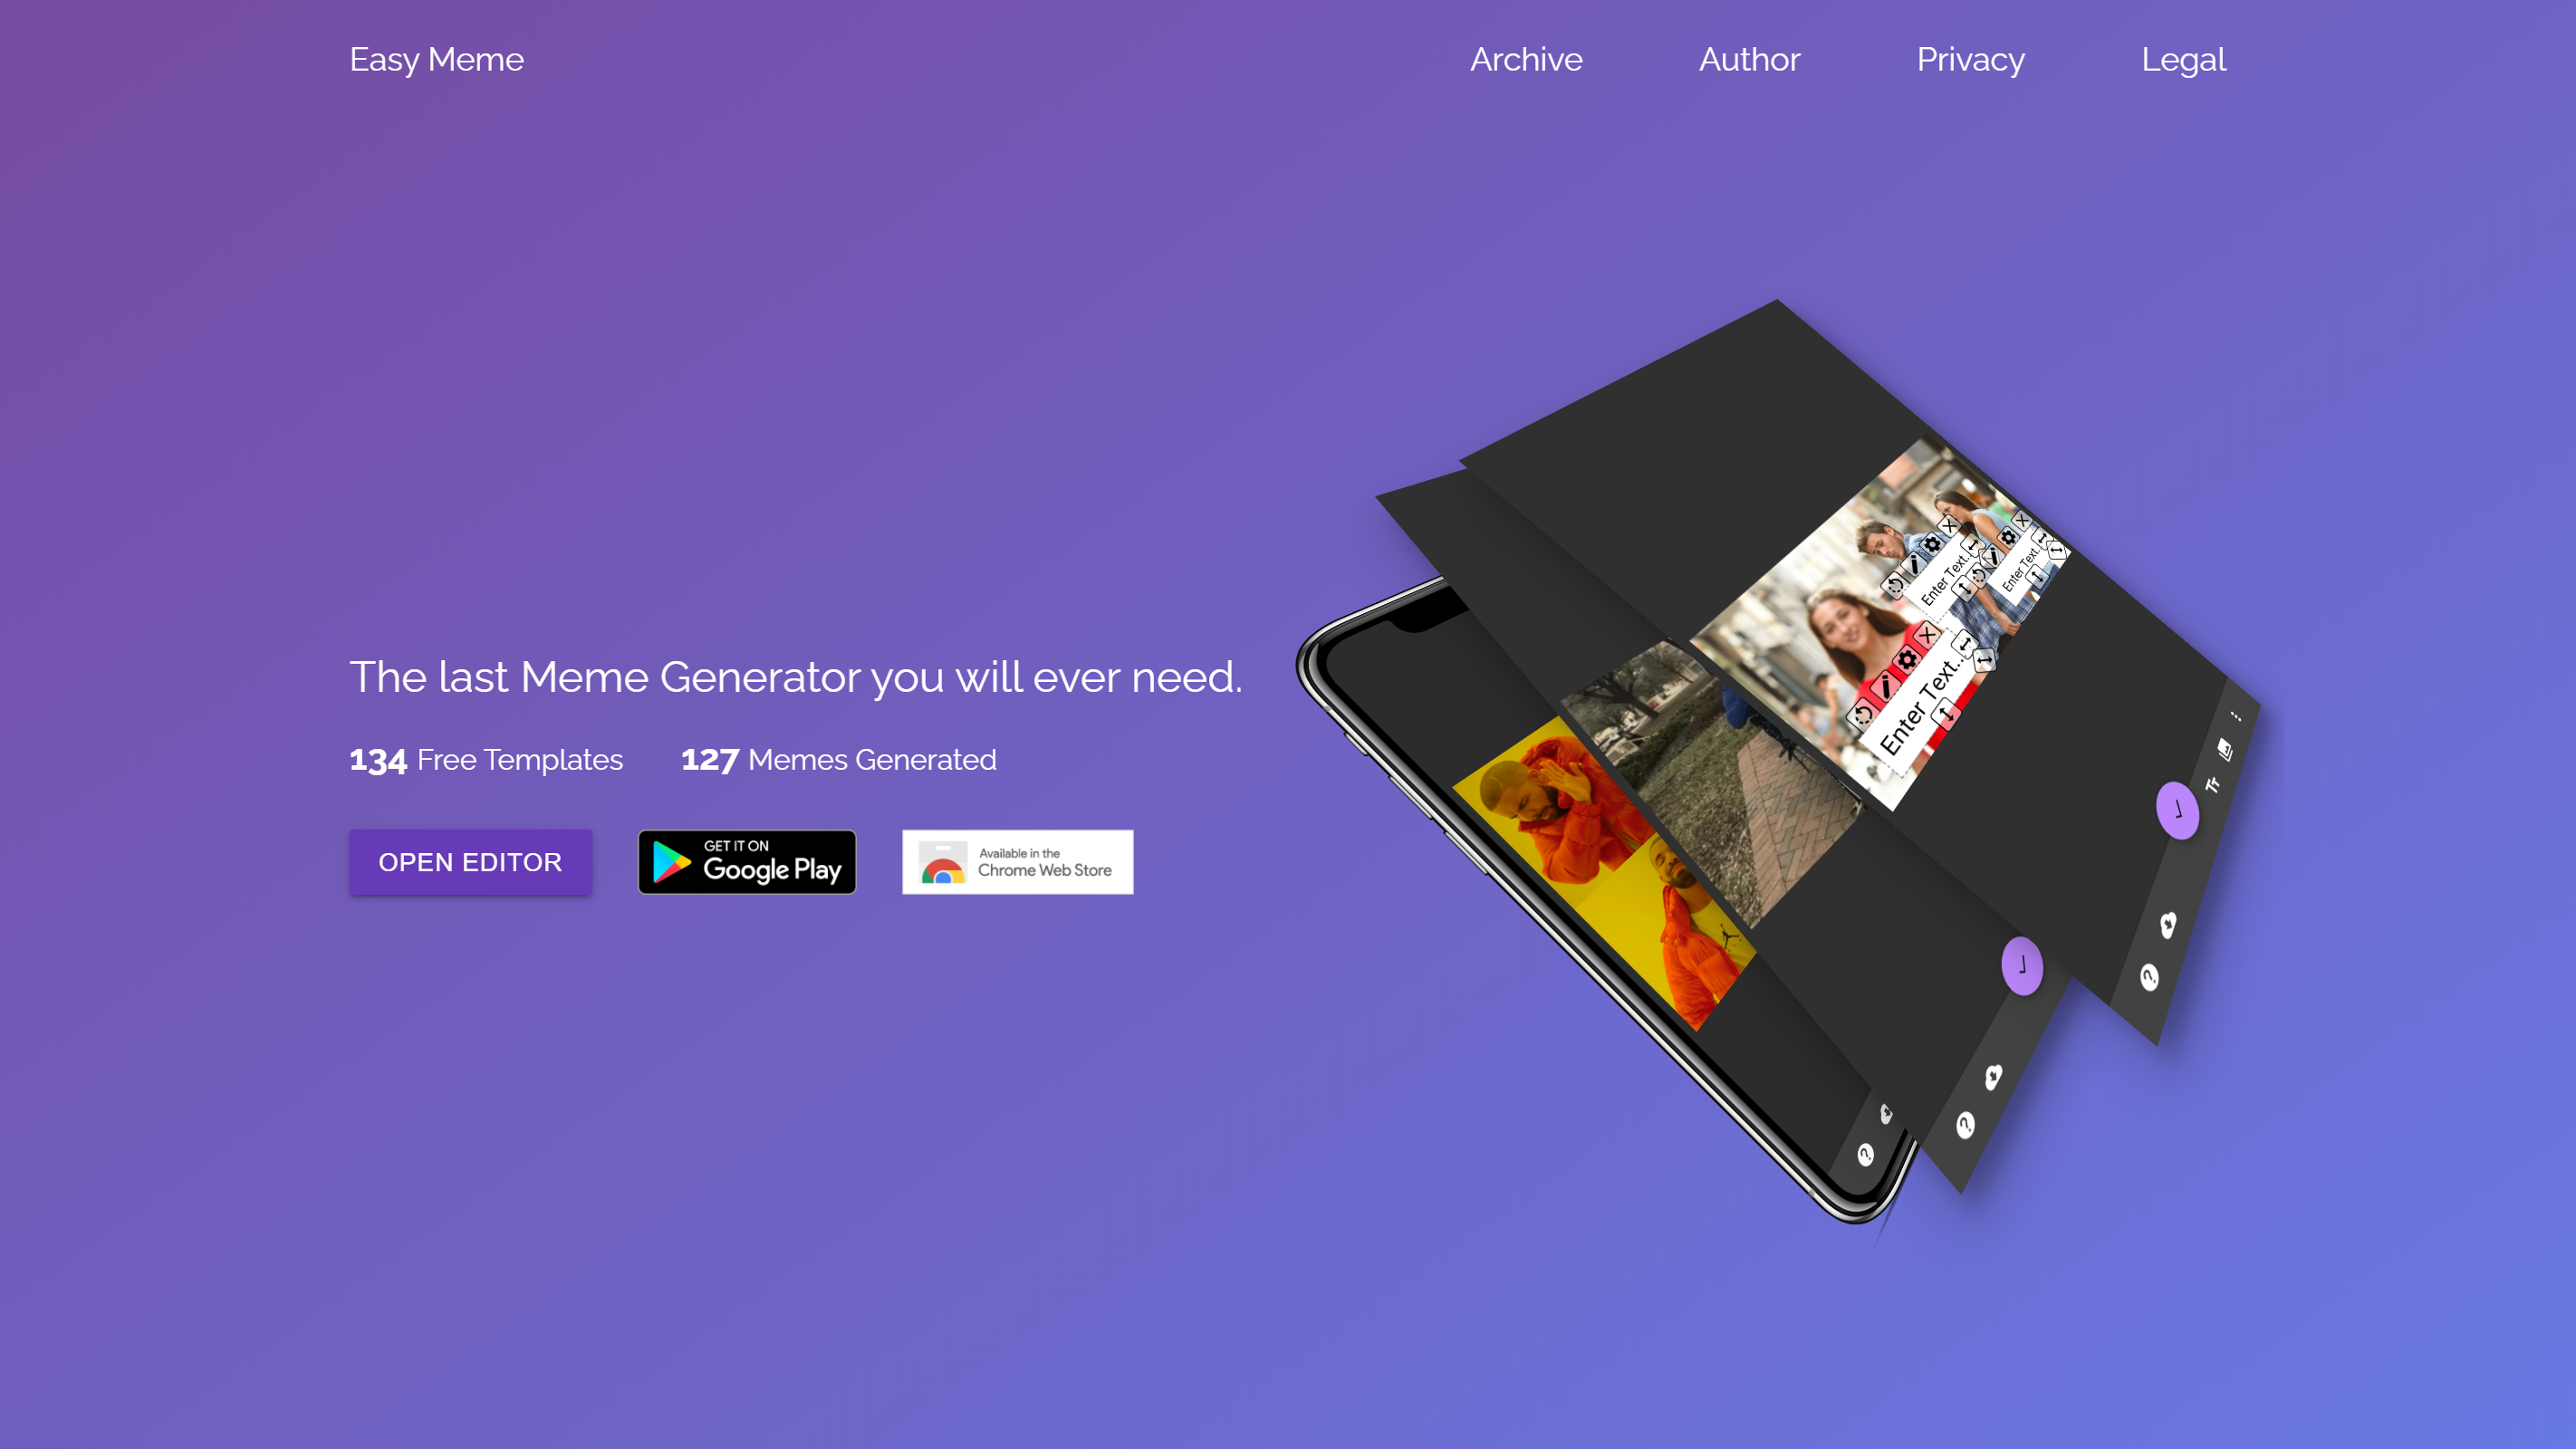 Easy Meme
Archive
Author
Privacy
Legal
The last Meme Generator you will ever need.
134 Free Templates
127 Memes Generated
OPEN EDITOR
GET IT ON
Google Play
Available in the
Chrome Web Store
Enter Text...
Enter Text...
Enter Text...
Tr